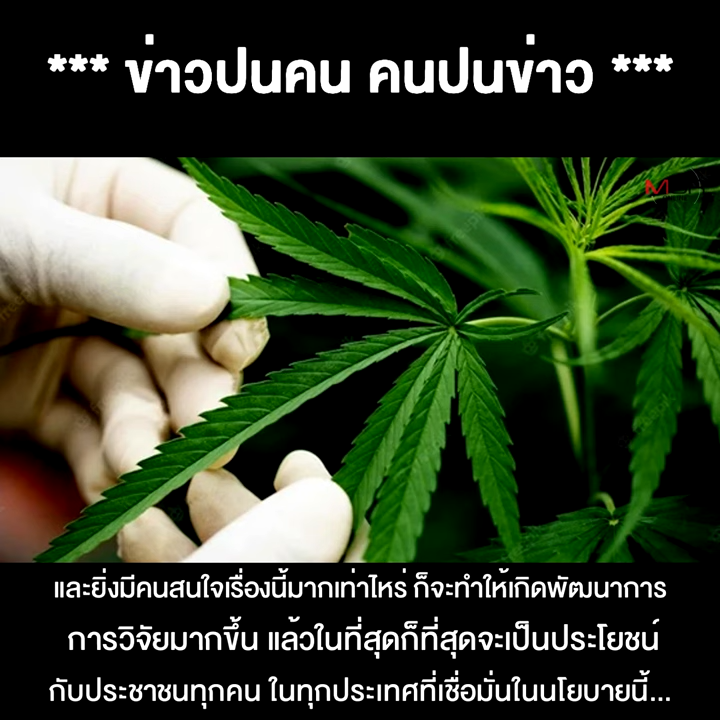 *** ข่าวปนคน คนปนข่าว ***
M
และยิ่งมีคนสนใจเรื่องนี้มากเท่าไหร่ ก็จะทำให้เกิดพัฒนาการ
การวิจัยมากขึ้น แล้วในที่สุดก็ที่สุดจะเป็นประโยชน์
กับประชาชนทุกคน ในทุกประเทศที่เชื่อมั่นในนโยบายนี้...